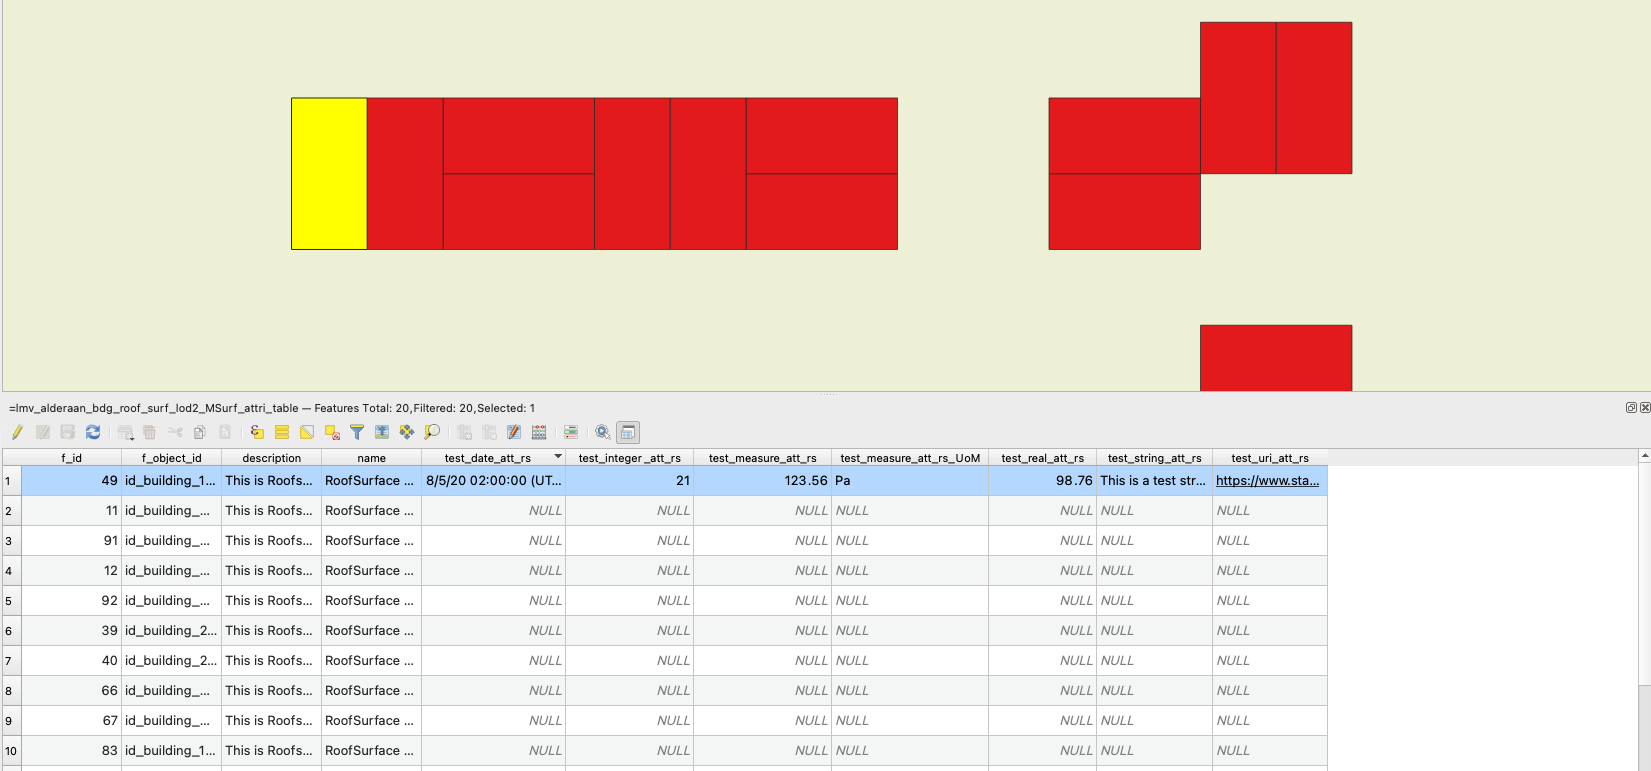 =lmv_alderaan_bdg_roof_surf_lod2_MSurf_attri_table — Features Total: 20, Filtered: 20, Selected: 1
f_id f_object_id description name test_date_att_rs test_integer_att_rs test_measure_att_rs test_measure_att_rs_UoM test_real_att_rs test_string_att_rs test_uri_att_rs
1 49 id_building_1... This is Roofs... RoofSurface ... 8/5/20 02:00:00 (UT... 21 123.56 Pa 98.76 This is a test str... https://www.sta...
2 11 id_building_... This is Roofs... RoofSurface ... NULL NULL NULL NULL NULL NULL NULL
3 91 id_building_... This is Roofs... RoofSurface ... NULL NULL NULL NULL NULL NULL NULL
4 12 id_building_... This is Roofs... RoofSurface ... NULL NULL NULL NULL NULL NULL NULL
5 92 id_building_... This is Roofs... RoofSurface ... NULL NULL NULL NULL NULL NULL NULL
6 39 id_building_2... This is Roofs... RoofSurface ... NULL NULL NULL NULL NULL NULL NULL
7 40 id_building_2... This is Roofs... RoofSurface ... NULL NULL NULL NULL NULL NULL NULL
8 66 id_building_... This is Roofs... RoofSurface ... NULL NULL NULL NULL NULL NULL NULL
9 67 id_building_... This is Roofs... RoofSurface ... NULL NULL NULL NULL NULL NULL NULL
10 83 id_building_1... This is Roofs... RoofSurface ... NULL NULL NULL NULL NULL NULL NULL